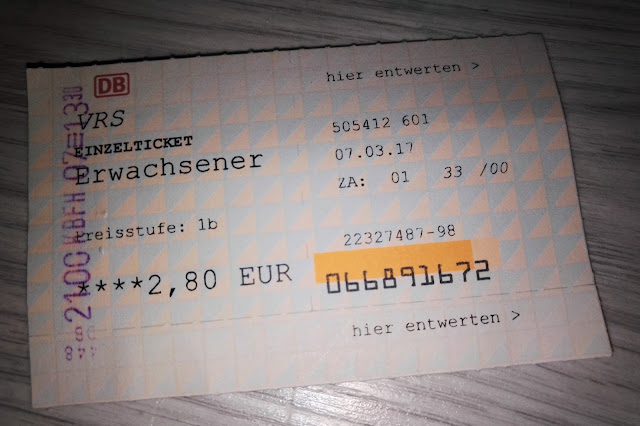 DB
hier entwerten >
VRS
EINZELTICKET
Erwachsener
505412 601
07.03.17
ZA: 01 33 /00
Preisstufe: 1b
22327487-98
****2,80 EUR
066891672
hier entwerten >